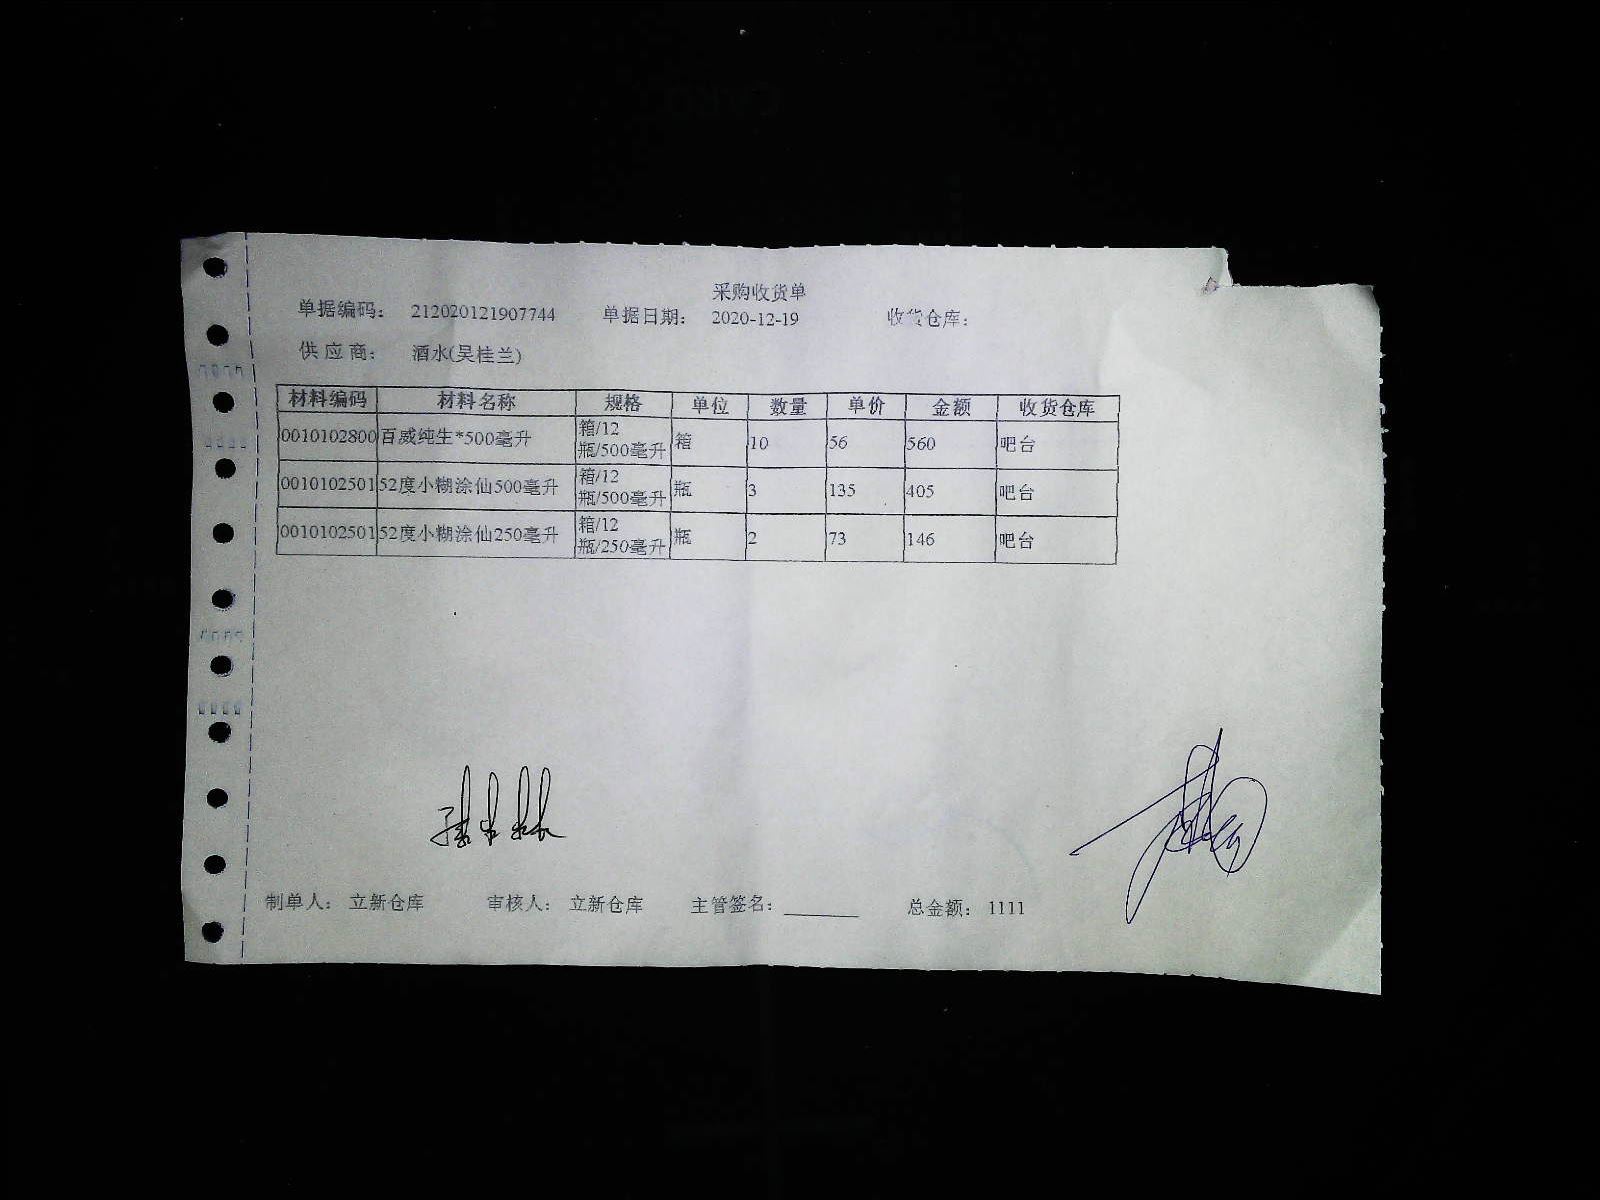 采购收货单
单据编码： 212020121907744 单据日期： 2020-12-19 收货仓库：
供 应 商： 酒水(吴桂兰)
材料编码 材料名称 规格 单位 数量 单价 金额 收货仓库
0010102800 百威纯生*500毫升 箱/12瓶/500毫升 箱 10 56 560 吧台
0010102501 52度小糊涂仙500毫升 箱/12瓶/500毫升 瓶 3 135 405 吧台
0010102501 52度小糊涂仙250毫升 箱/12瓶/250毫升 瓶 2 73 146 吧台
制单人： 立新仓库 审核人： 立新仓库 主管签名： 总金额： 1111